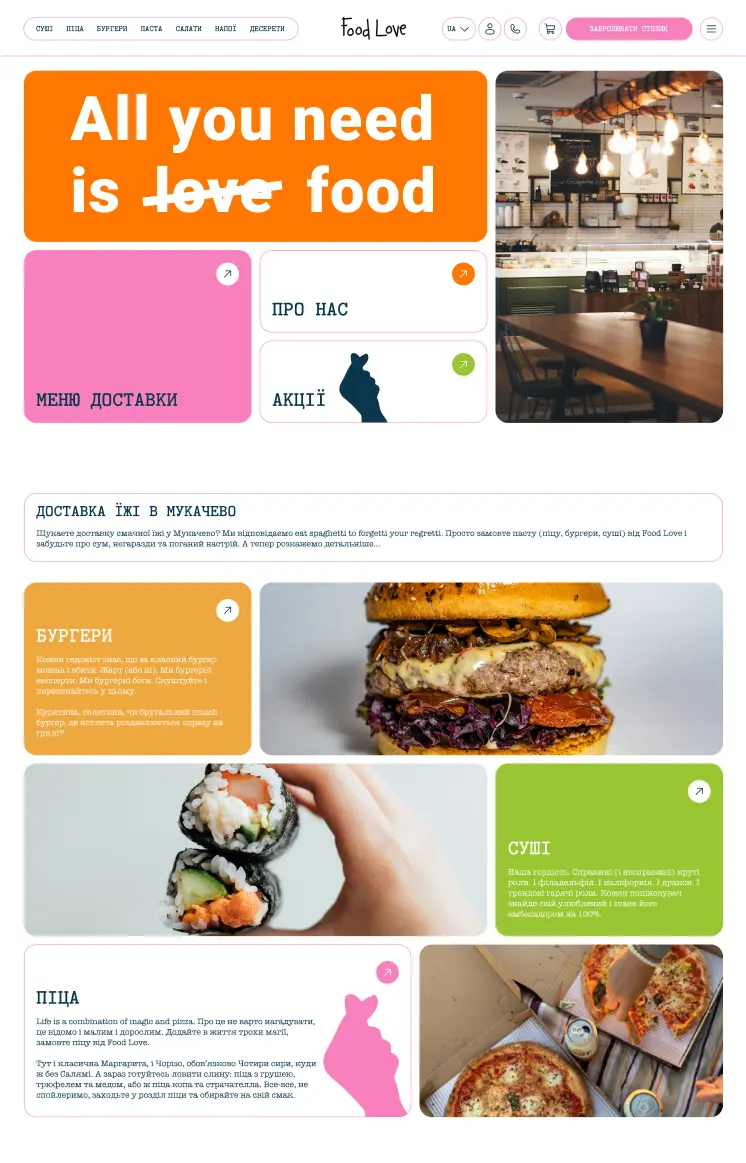 СУШІ ПІЦА БУРГЕРИ ПАСТА САЛАТИ НАПОЇ ДЕСЕРТИ
Food Love
UA
ЗАБРОНЮВАТИ СТОЛИК
All you need
is love food
МЕНЮ ДОСТАВКИ
ПРО НАС
АКЦІЇ
ДОСТАВКА ЇЖІ В МУКАЧЕВО
Шукаєте доставку смачної їжі у Мукачево? Ми відповідаємо eat spaghetti to forgetti your regretti. Просто замовте пасту (піцу, бургери, суші) від Food Love і
забудьте про сум, негаразди та поганий настрій. А тепер розкажемо детальніше...
БУРГЕРИ
Кожен гедоніст знає, що за класний бургер
можна і вбити. Жарт (або ні). Ми бургерні
експерти. Ми бургерні боги. Скуштуйте і
переконайтесь у цьому.
Курятина, телятина, чи брутальний smash
бургер, де котлета роздавлюється одразу на
грилі?
СУШІ
Наша гордість. Справжні (і несправжні) круті
роли. І філадельфія. І каліфорнія. І дракон. І
трендові гарячі роли. Кожен поціновувач
знайде свій улюблений і стане його
амбасадором на 100%.
ПІЦА
Life is a combination of magic and pizza. Про це не варто нагадувати,
це відомо і малим і дорослим. Додайте в життя трохи магії,
замовте піцу від Food Love.
Тут і класична Маргарита, і Чорізо, обов'язково Чотири сири, куди
ж без Салямі. А зараз готуйтесь ловити слину: піца з грушею,
трюфелем та медом, або ж піца копа та страчателла. Все-все, не
спойлеримо, заходьте у розділ піци та обирайте на свій смак.